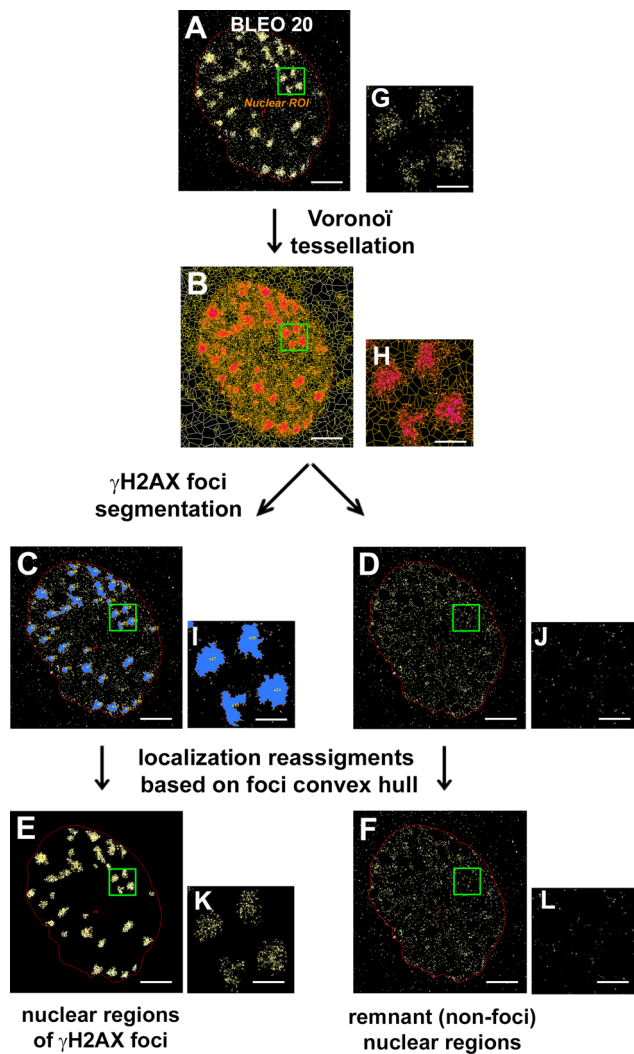 A
BLEO 20
Nuclear ROI
G
Voronoï
tessellation
B
H
γH2AX foci
segmentation
C
D
I
J
localization reassigments
based on foci convex hull
E
F
K
L
nuclear regions
of γH2AX foci
remnant (non-foci)
nuclear regions